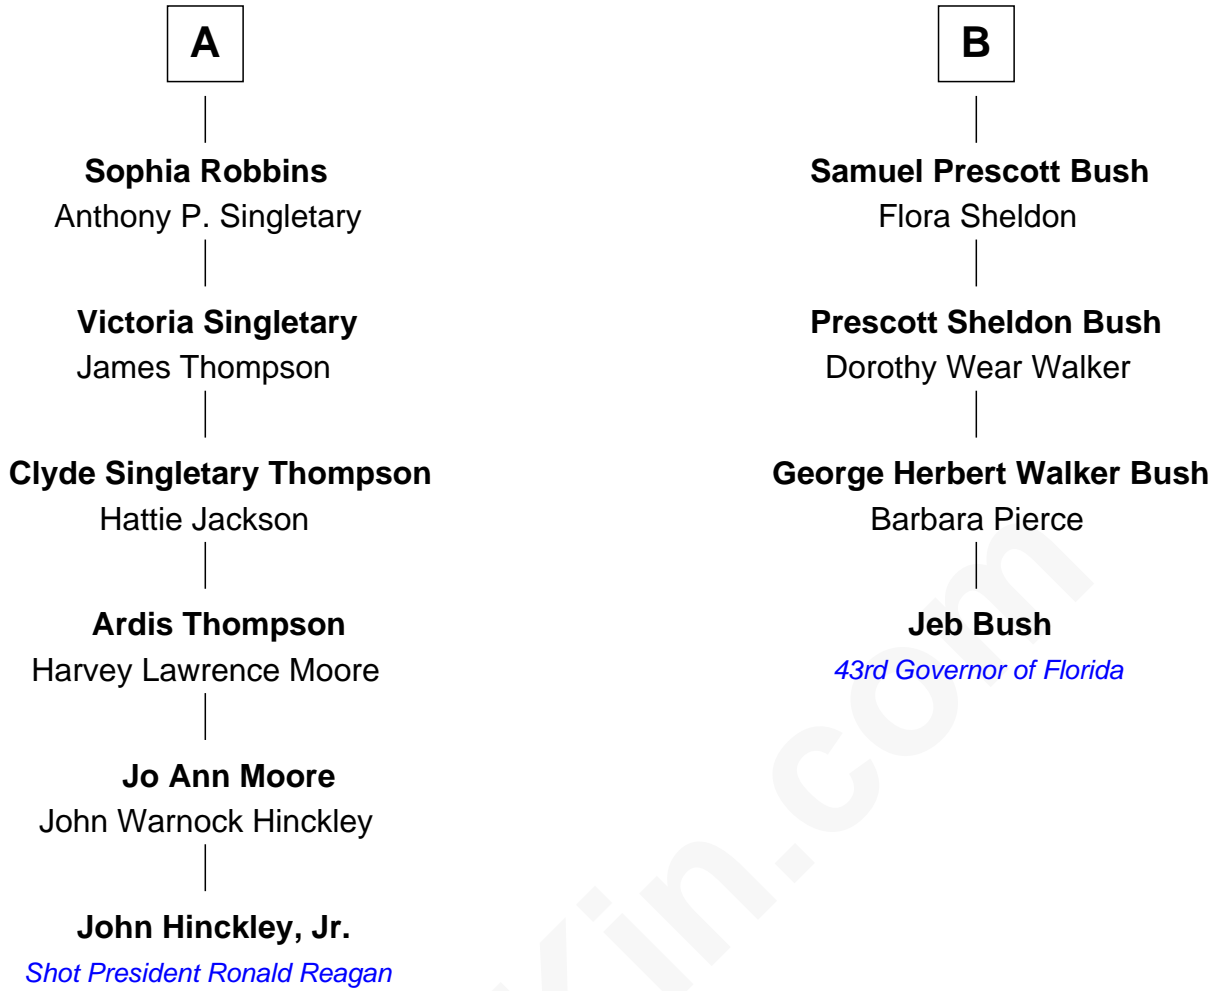 A
Sophia Robbins
Anthony P. Singletary
Victoria Singletary
James Thompson
Clyde Singletary Thompson
Hattie Jackson
Ardis Thompson
Harvey Lawrence Moore
Jo Ann Moore
John Warnock Hinckley
John Hinckley, Jr.
Shot President Ronald Reagan
B
Samuel Prescott Bush
Flora Sheldon
Prescott Sheldon Bush
Dorothy Wear Walker
George Herbert Walker Bush
Barbara Pierce
Jeb Bush
43rd Governor of Florida
Kin.com